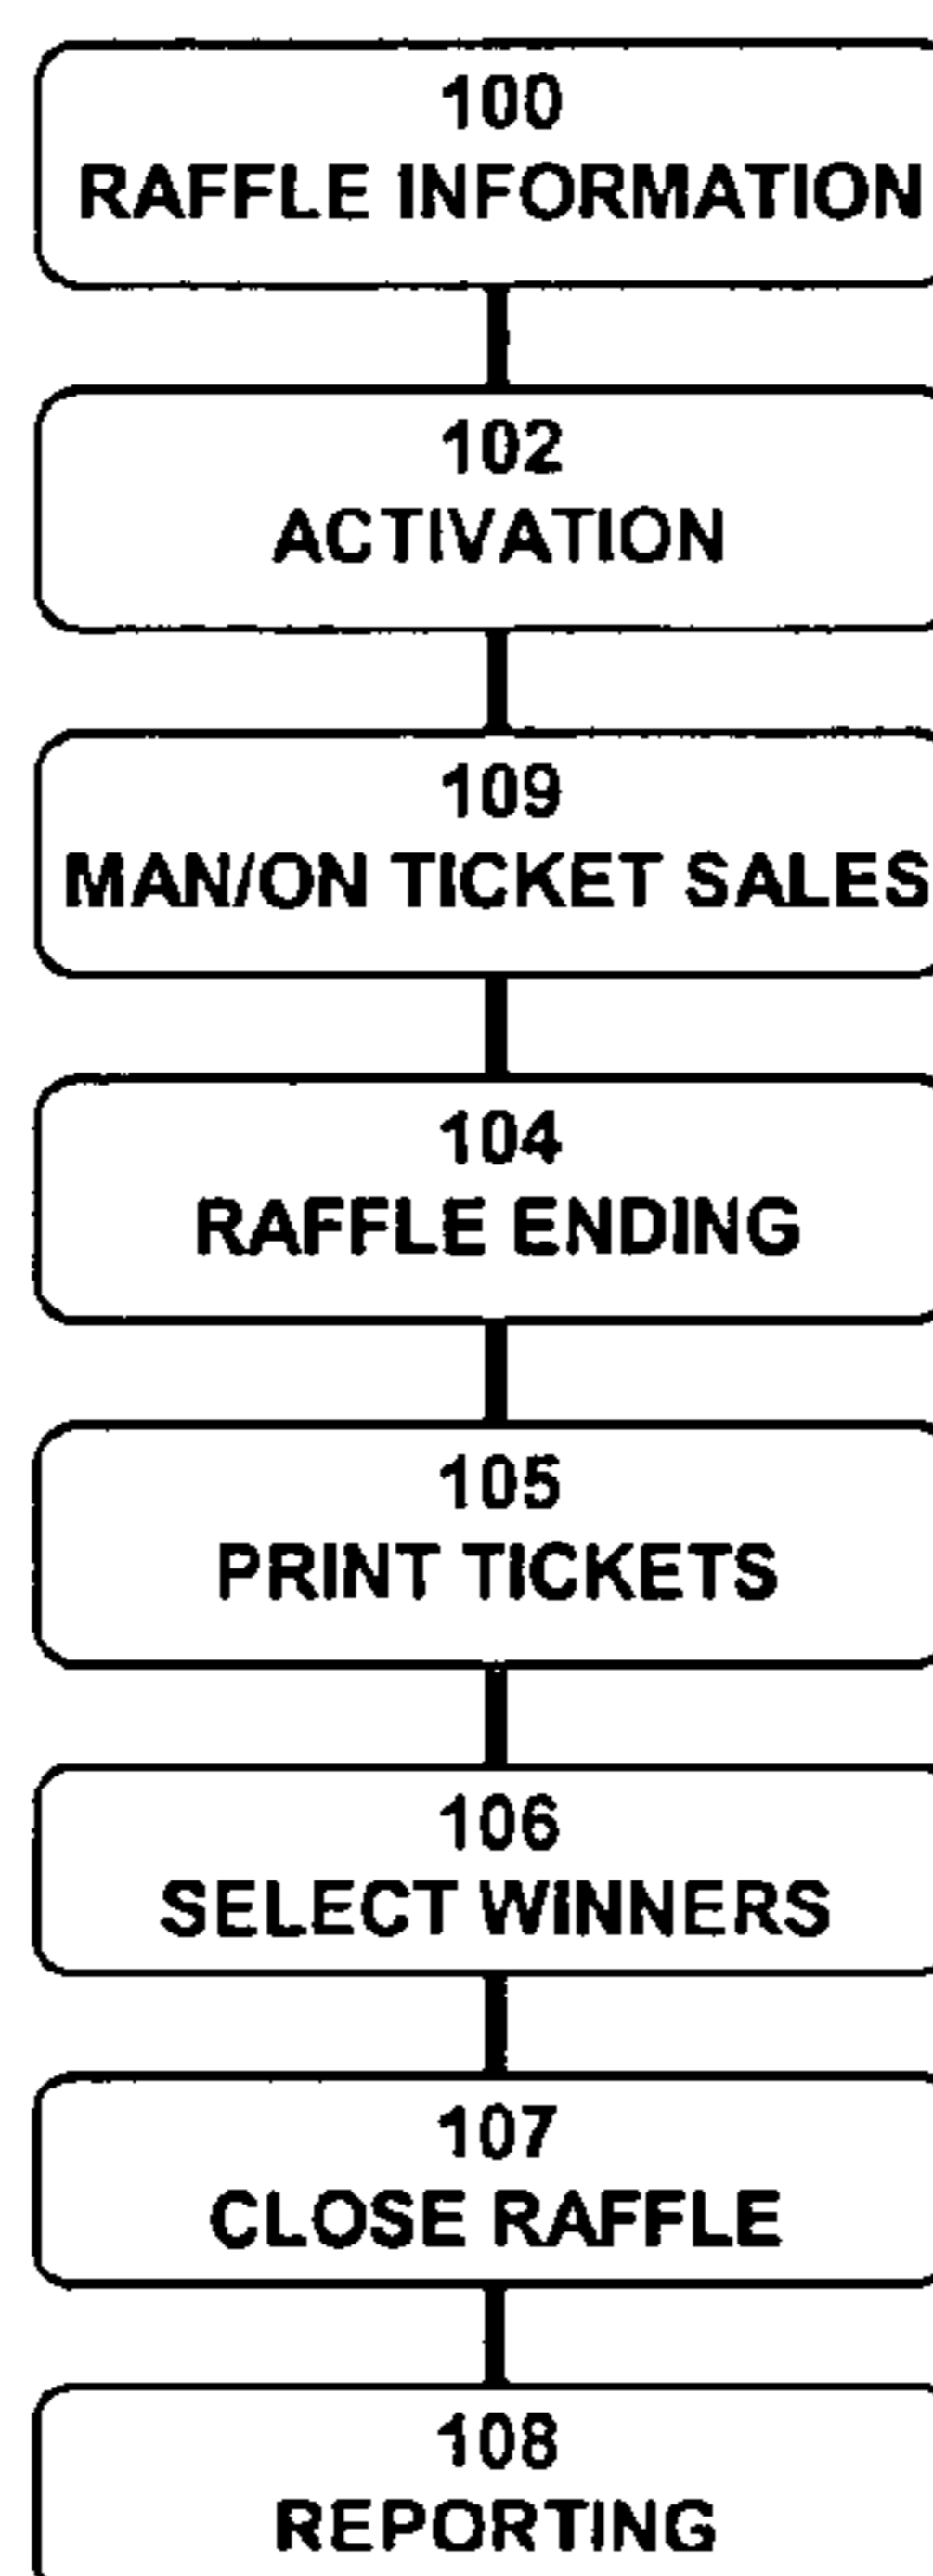 100
RAFFLE INFORMATION
102
ACTIVATION
109
MAN/ON TICKET SALES
104
RAFFLE ENDING
105
PRINT TICKETS
106
SELECT WINNERS
107
CLOSE RAFFLE
108
REPORTING